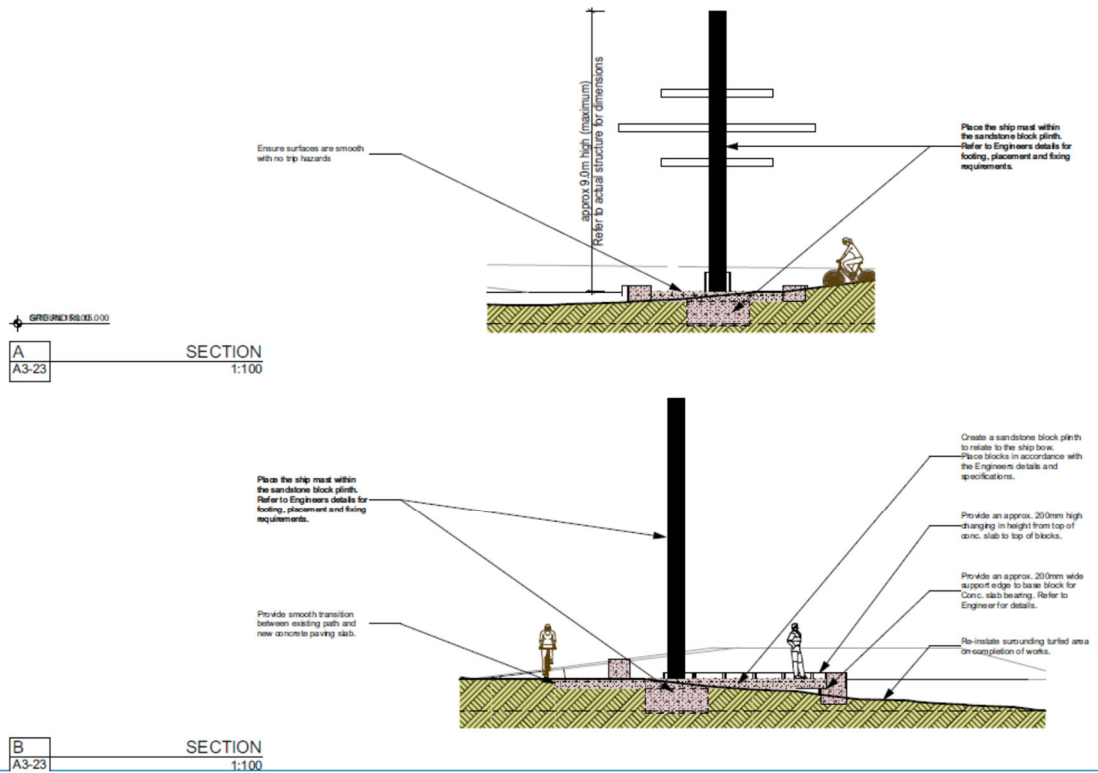 approx 9.0m high (maximum)
Refer to actual structure for dimensions
Ensure surfaces are smooth
with no trip hazards
Place the ship mast within
the sandstone block plinth.
Refer to Engineers details for
footing, placement and fixing
requirements.
A
SECTION
A3-23
1:100
Create a sandstone block plinth
to relate to the ship bow.
Place blocks in accordance with
the Engineers details and
specifications.
Place the ship mast within
the sandstone block plinth.
Refer to Engineers details for
footing, placement and fixing
requirements.
Provide an approx. 200mm high
changing in height from top of
conc. slab to top of blocks.
Provide an approx. 200mm wide
support edge to base block for
Conc. slab bearing. Refer to
Engineer for details.
Provide smooth transition
between existing path and
new concrete paving slab.
Re-instate surrounding turfed area
on completion of works.
B
SECTION
A3-23
1:100